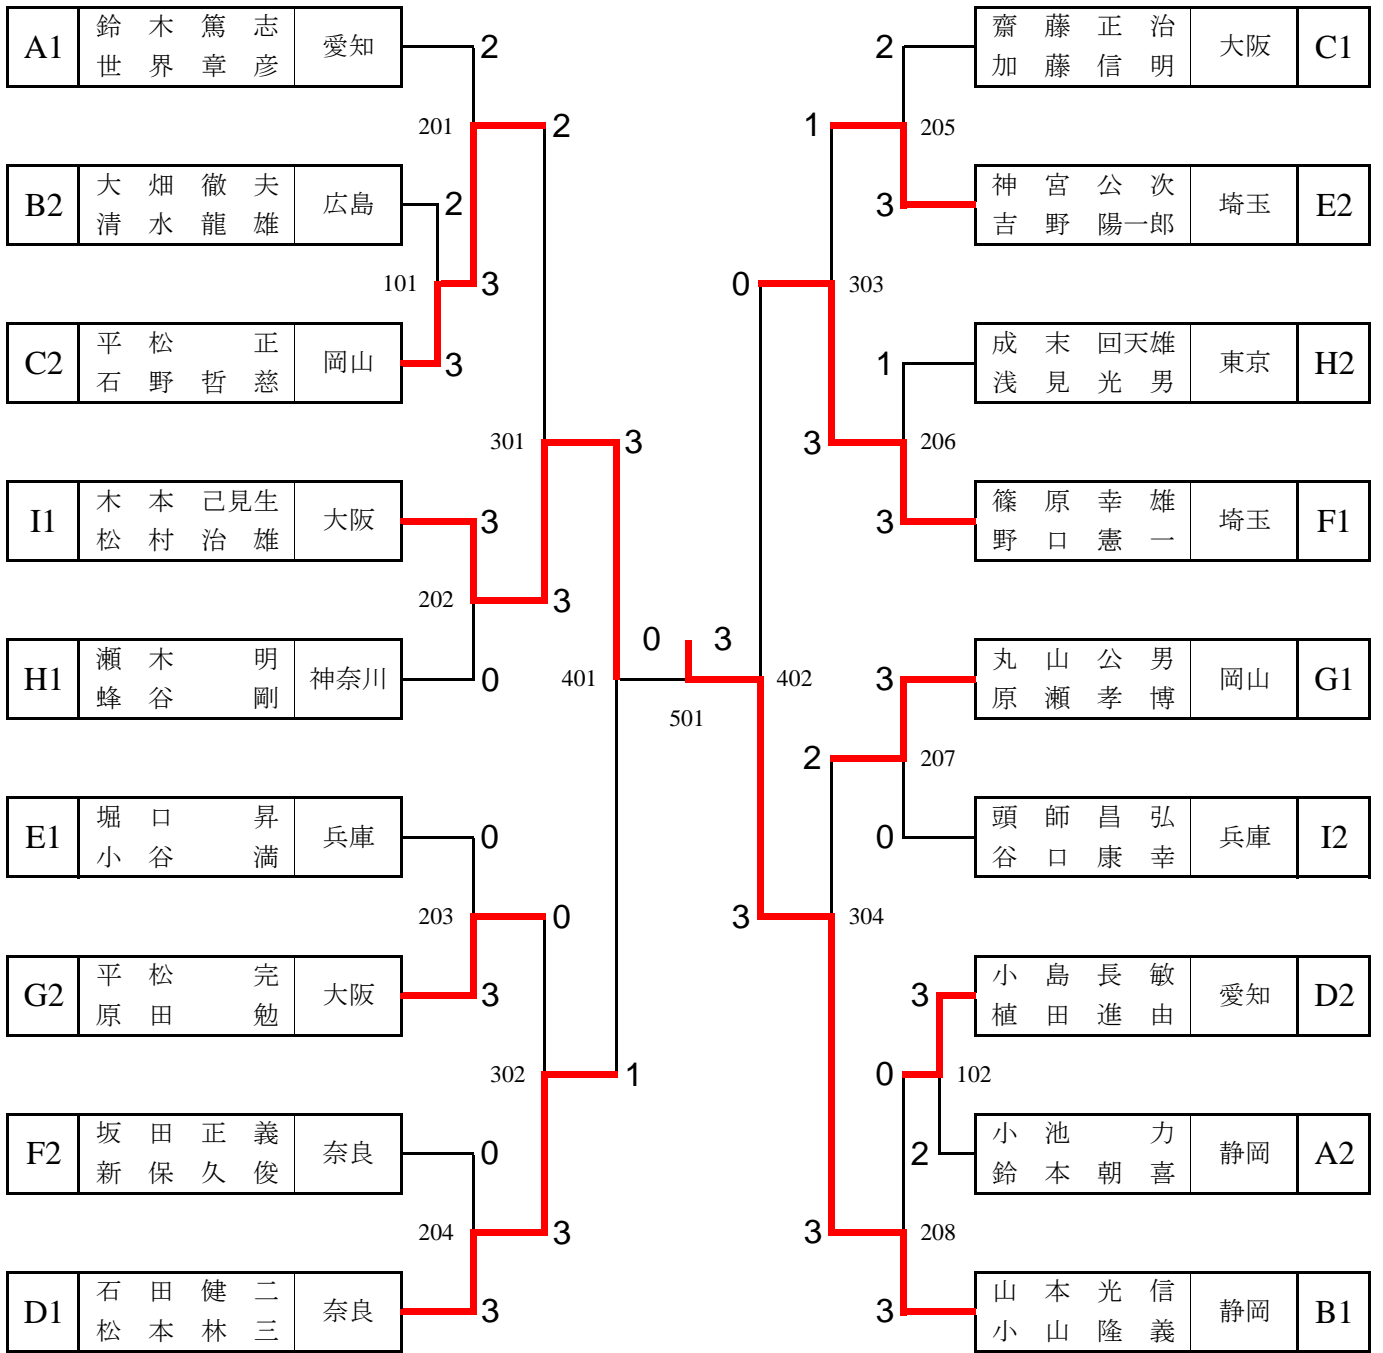 A1 鈴木篤志 愛知
世界章彦
2
201
2
B2 大畑徹夫 広島
清水龍雄
2
101
3
C2 平松正 岡山
石野哲慈
3
301
3
I1 木本己見生 大阪
松村治雄
3
202
3
H1 瀬木明 神奈川
蜂谷剛
0
401
E1 堀口昇 兵庫
小谷満
0
203
0
G2 平松完 大阪
原田勉
3
302
1
F2 坂田正義 奈良
新保久俊
0
204
3
D1 石田健二 奈良
松本林三
3
0 3
501
齋藤正治 大阪 C1
加藤信明
2
1
205
神宮公次 埼玉 E2
吉野陽一郎
3
0
303
成末回天雄 東京 H2
浅見光男
1
3
206
篠原幸雄 埼玉 F1
野口憲一
3
402
丸山公男 岡山 G1
原瀬孝博
3
2
207
頭師昌弘 兵庫 I2
谷口康幸
0
3
304
小島長敏 愛知 D2
植田進由
3
0
102
小池力 静岡 A2
鈴本朝喜
2
3
208
山本光信 静岡 B1
小山隆義
3